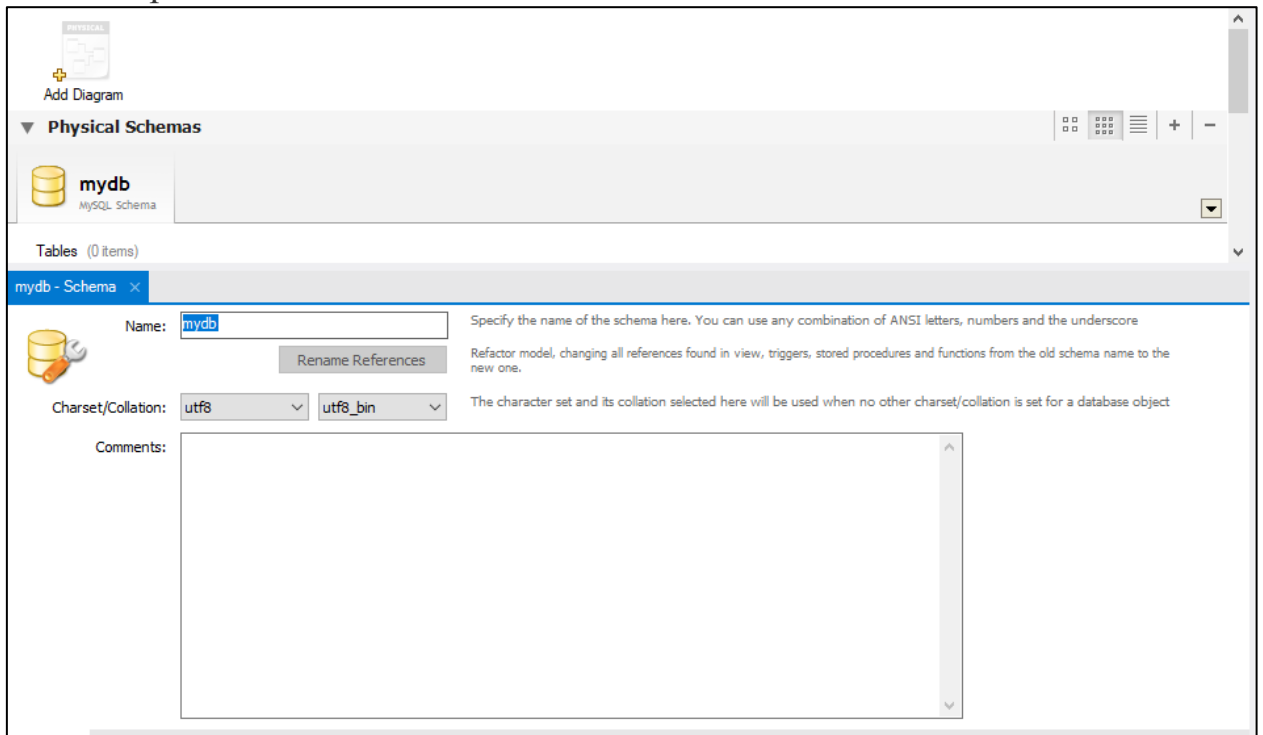 PHYSICAL
Add Diagram
Physical Schemas
mydb
MySQL Schema
Tables (0 items)
mydb - Schema
Name: mydb Specify the name of the schema here. You can use any combination of ANSI letters, numbers and the underscore
Rename References Refactor model, changing all references found in view, triggers, stored procedures and functions from the old schema name to the
new one.
Charset/Collation: utf8 utf8_bin The character set and its collation selected here will be used when no other charset/collation is set for a database object
Comments: